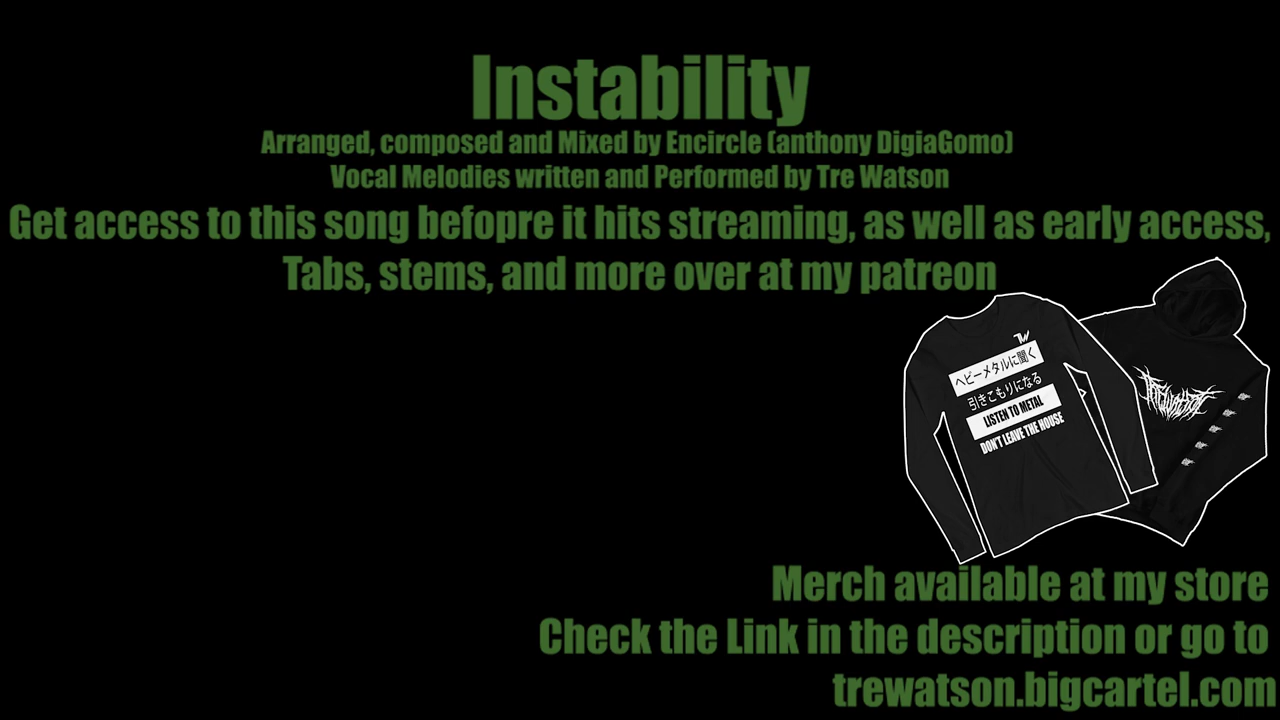 Instability
Arranged, composed and Mixed by Encircle (anthony DigiaGomo)
Vocal Melodies written and Performed by Tre Watson
Get access to this song befopre it hits streaming, as well as early access,
Tabs, stems, and more over at my patreon
TW
ヘビーメタルに聞く
引きこもりになる
LISTEN TO METAL
DON'T LEAVE THE HOUSE
Merch available at my store
Check the Link in the description or go to
trewatson.bigcartel.com